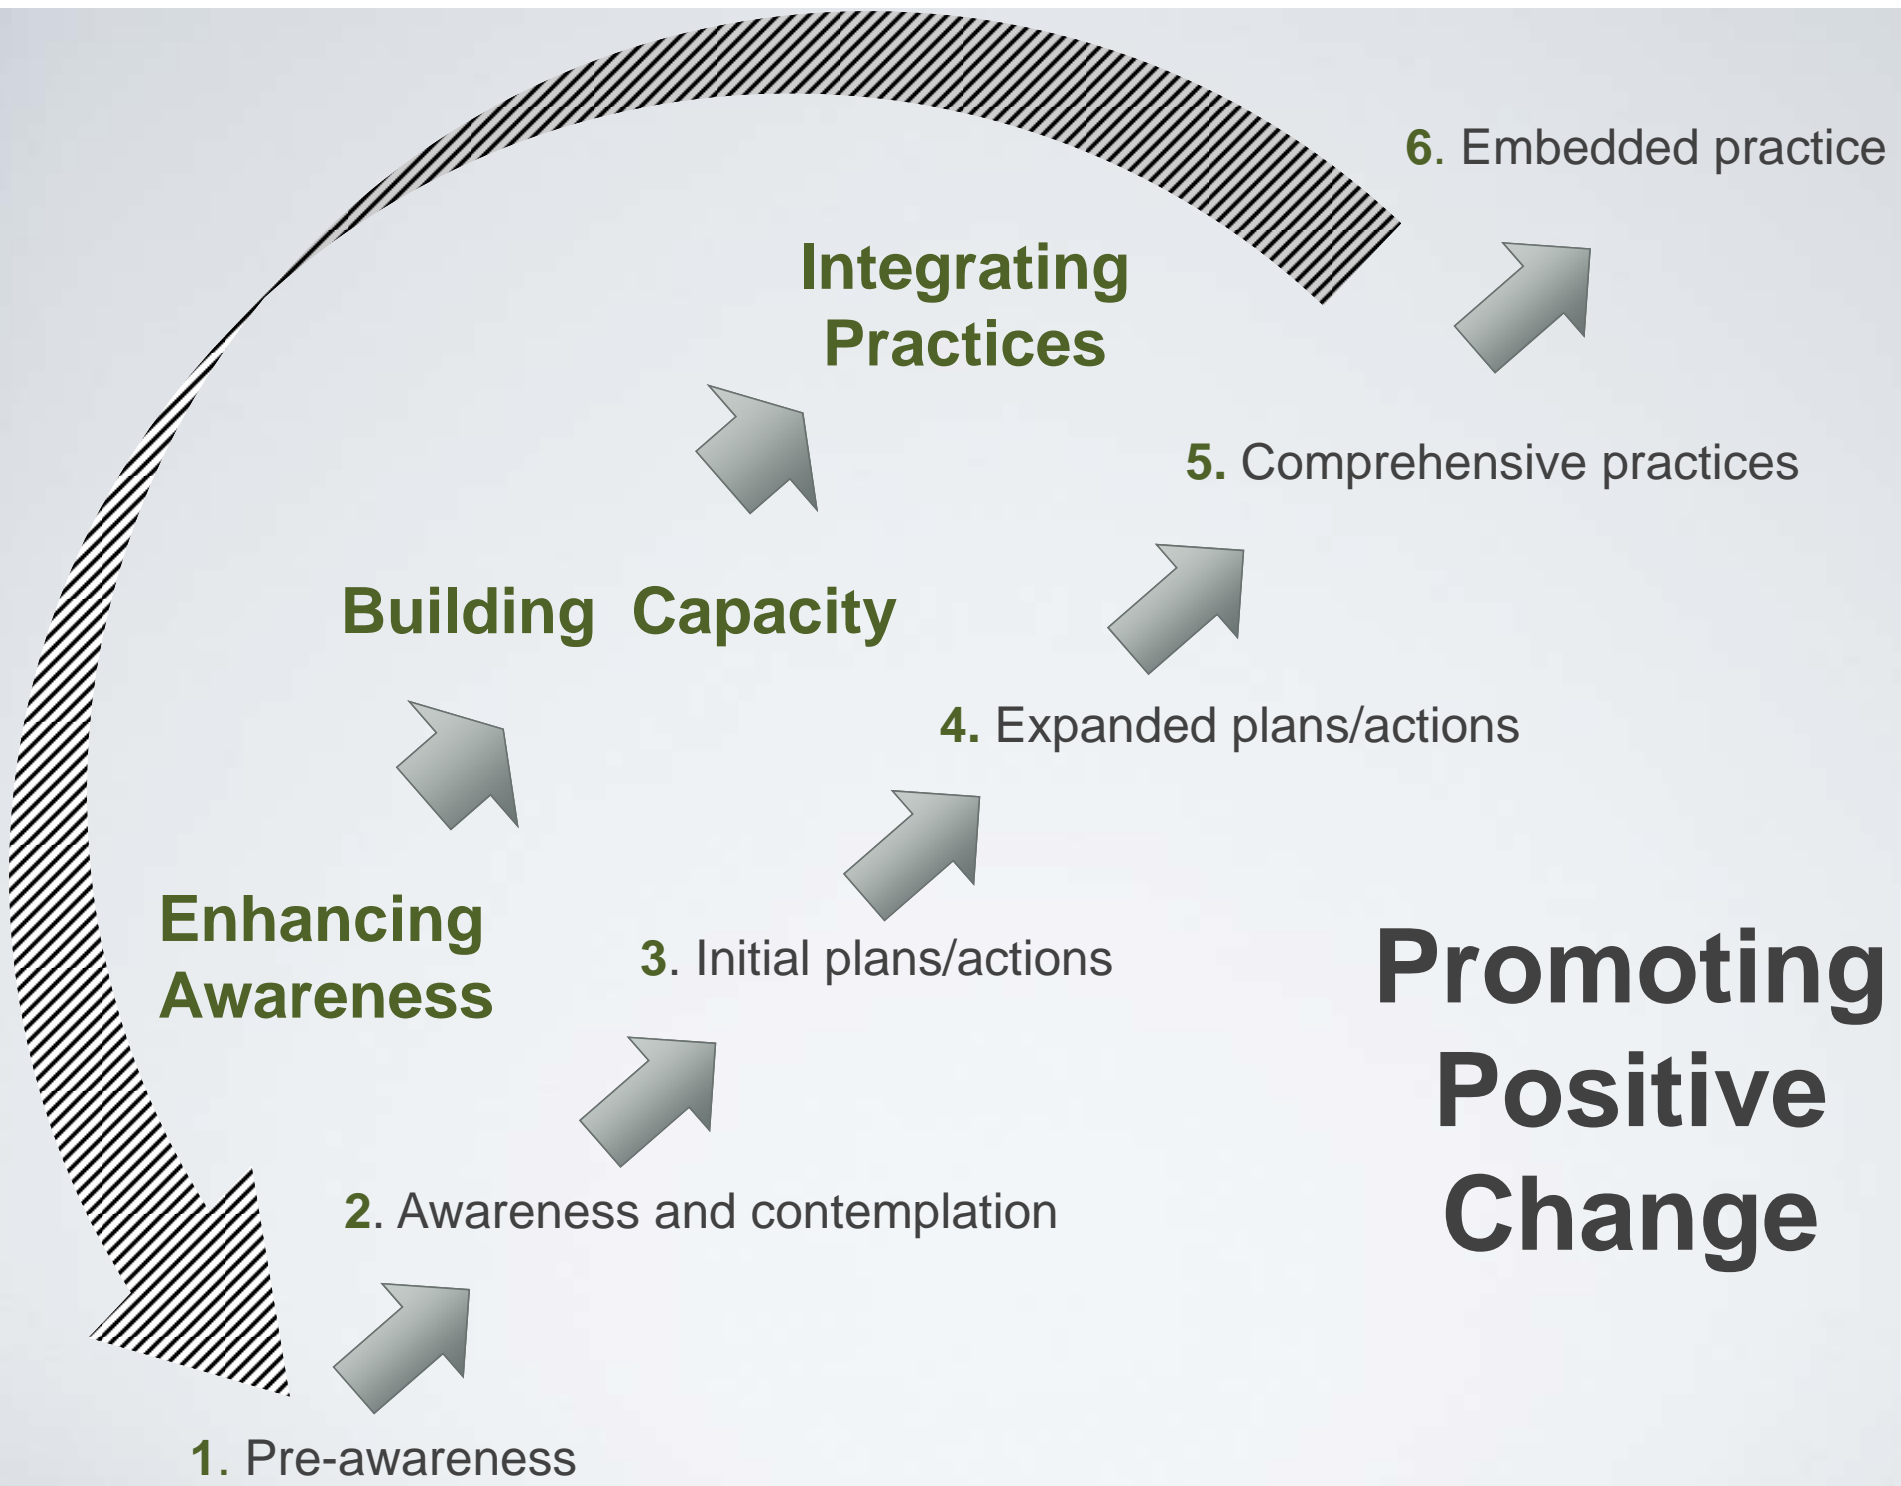 6. Embedded practice
Integrating
Practices
5. Comprehensive practices
Building  Capacity
4. Expanded plans/actions
Enhancing
Awareness
3. Initial plans/actions
Promoting
Positive
Change
2. Awareness and contemplation
1. Pre-awareness